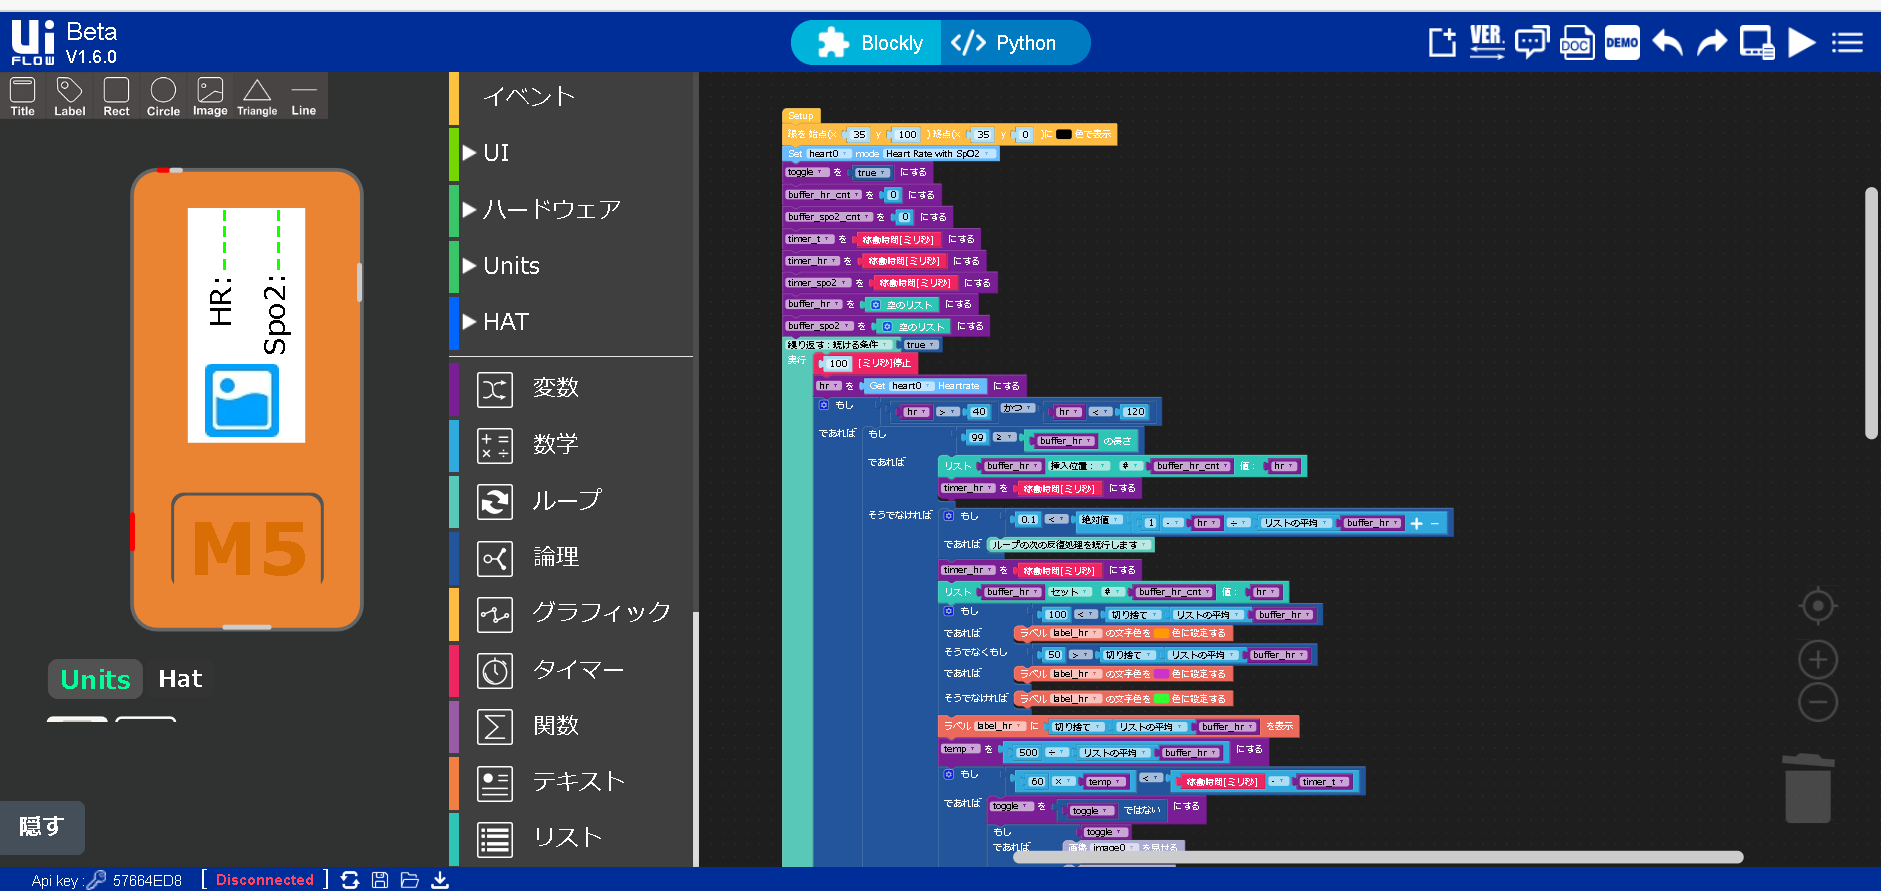 Ui FLOW Beta V1.6.0
Blockly </> Python
VER. DOC DEMO
Title Label Rect Circle Image Triangle Line
HR:
Spo2:
M5
Units Hat
隠す
イベント
UI
ハードウェア
Units
HAT
変数
数学
ループ
論理
グラフィック
タイマー
関数
テキスト
リスト
Setup
線を 始点(x 35 y 100 ) 終点(x 35 y 0 )に 色で表示
Set heart0 mode Heart Rate with SpO2
toggle を true にする
buffer_hr_cnt を 0 にする
buffer_spo2_cnt を 0 にする
timer_t を 稼働時間[ミリ秒] にする
timer_hr を 稼働時間[ミリ秒] にする
timer_spo2 を 稼働時間[ミリ秒] にする
buffer_hr を 空のリスト にする
buffer_spo2 を 空のリスト にする
繰り返す:続ける条件 true
実行 100 [ミリ秒]停止
hr を Get heart0 Heartrate にする
もし hr > 40 かつ hr < 120
であれば もし 99 ≥ buffer_hr の長さ
であれば リスト buffer_hr 挿入位置: # buffer_hr_cnt 値: hr
timer_hr を 稼働時間[ミリ秒] にする
そうでなければ もし 0.1 < 絶対値 1 - hr ÷ リストの平均 buffer_hr + −
であれば ループの次の反復処理を続行します
timer_hr を 稼働時間[ミリ秒] にする
リスト buffer_hr セット # buffer_hr_cnt 値: hr
もし 100 < 切り捨て リストの平均 buffer_hr
であれば ラベル label_hr の文字色を 色に設定する
そうでなくもし 50 > 切り捨て リストの平均 buffer_hr
であれば ラベル label_hr の文字色を 色に設定する
そうでなければ ラベル label_hr の文字色を 色に設定する
ラベル label_hr に 切り捨て リストの平均 buffer_hr を表示
temp を 500 ÷ リストの平均 buffer_hr にする
もし 60 × temp < 稼働時間[ミリ秒] - timer_t
であれば toggle を toggle ではない にする
もし toggle
であれば 画像 image0 を見せる
Api key: 57664ED8 [ Disconnected ]